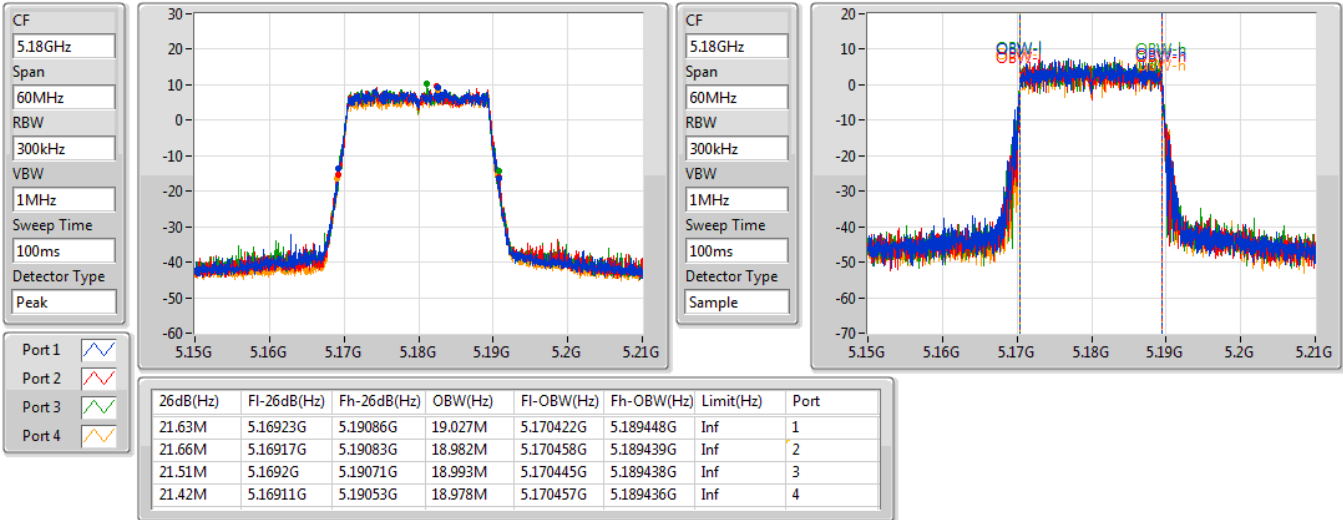 CF
5.18GHz
Span
60MHz
RBW
300kHz
VBW
1MHz
Sweep Time
100ms
Detector Type
Peak
30
20
10
0
-10
-20
-30
-40
-50
-60
5.15G 5.16G 5.17G 5.18G 5.19G 5.2G 5.21G
CF
5.18GHz
Span
60MHz
RBW
300kHz
VBW
1MHz
Sweep Time
100ms
Detector Type
Sample
20
10
0
-10
-20
-30
-40
-50
-60
-70
OBW-l OBW-h
5.15G 5.16G 5.17G 5.18G 5.19G 5.2G 5.21G
Port 1
Port 2
Port 3
Port 4
26dB(Hz) Fl-26dB(Hz) Fh-26dB(Hz) OBW(Hz) Fl-OBW(Hz) Fh-OBW(Hz) Limit(Hz) Port
21.63M 5.16923G 5.19086G 19.027M 5.170422G 5.189448G Inf 1
21.66M 5.16917G 5.19083G 18.982M 5.170458G 5.189439G Inf 2
21.51M 5.1692G 5.19071G 18.993M 5.170445G 5.189438G Inf 3
21.42M 5.16911G 5.19053G 18.978M 5.170457G 5.189436G Inf 4